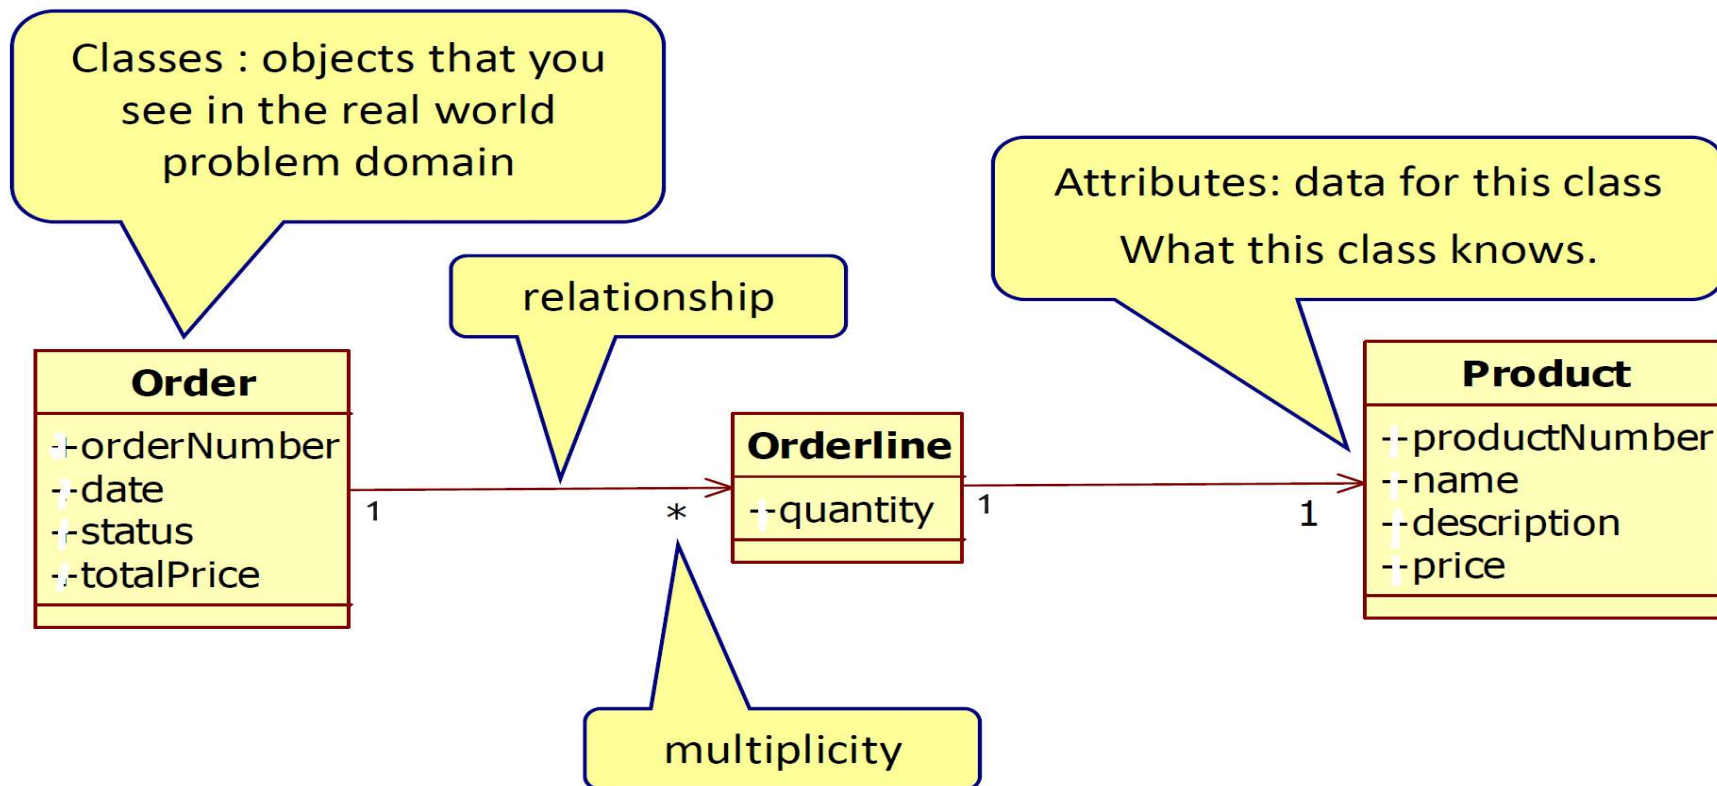 Classes : objects that you
see in the real world
problem domain
Attributes: data for this class
What this class knows.
relationship
Order
+orderNumber
+date
+status
+totalPrice
1
*
Orderline
+quantity
1
1
Product
+productNumber
+name
+description
+price
multiplicity